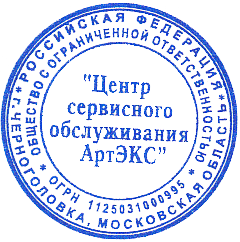 * РОССИЙСКАЯ ФЕДЕРАЦИЯ * МОСКОВСКАЯ ОБЛАСТЬ * г. ЧЕРНОГОЛОВКА,
ОБЩЕСТВО С ОГРАНИЧЕННОЙ ОТВЕТСТВЕННОСТЬЮ
* ОГРН 1125031000995 *
"Центр
сервисного
обслуживания
АртЭКС"